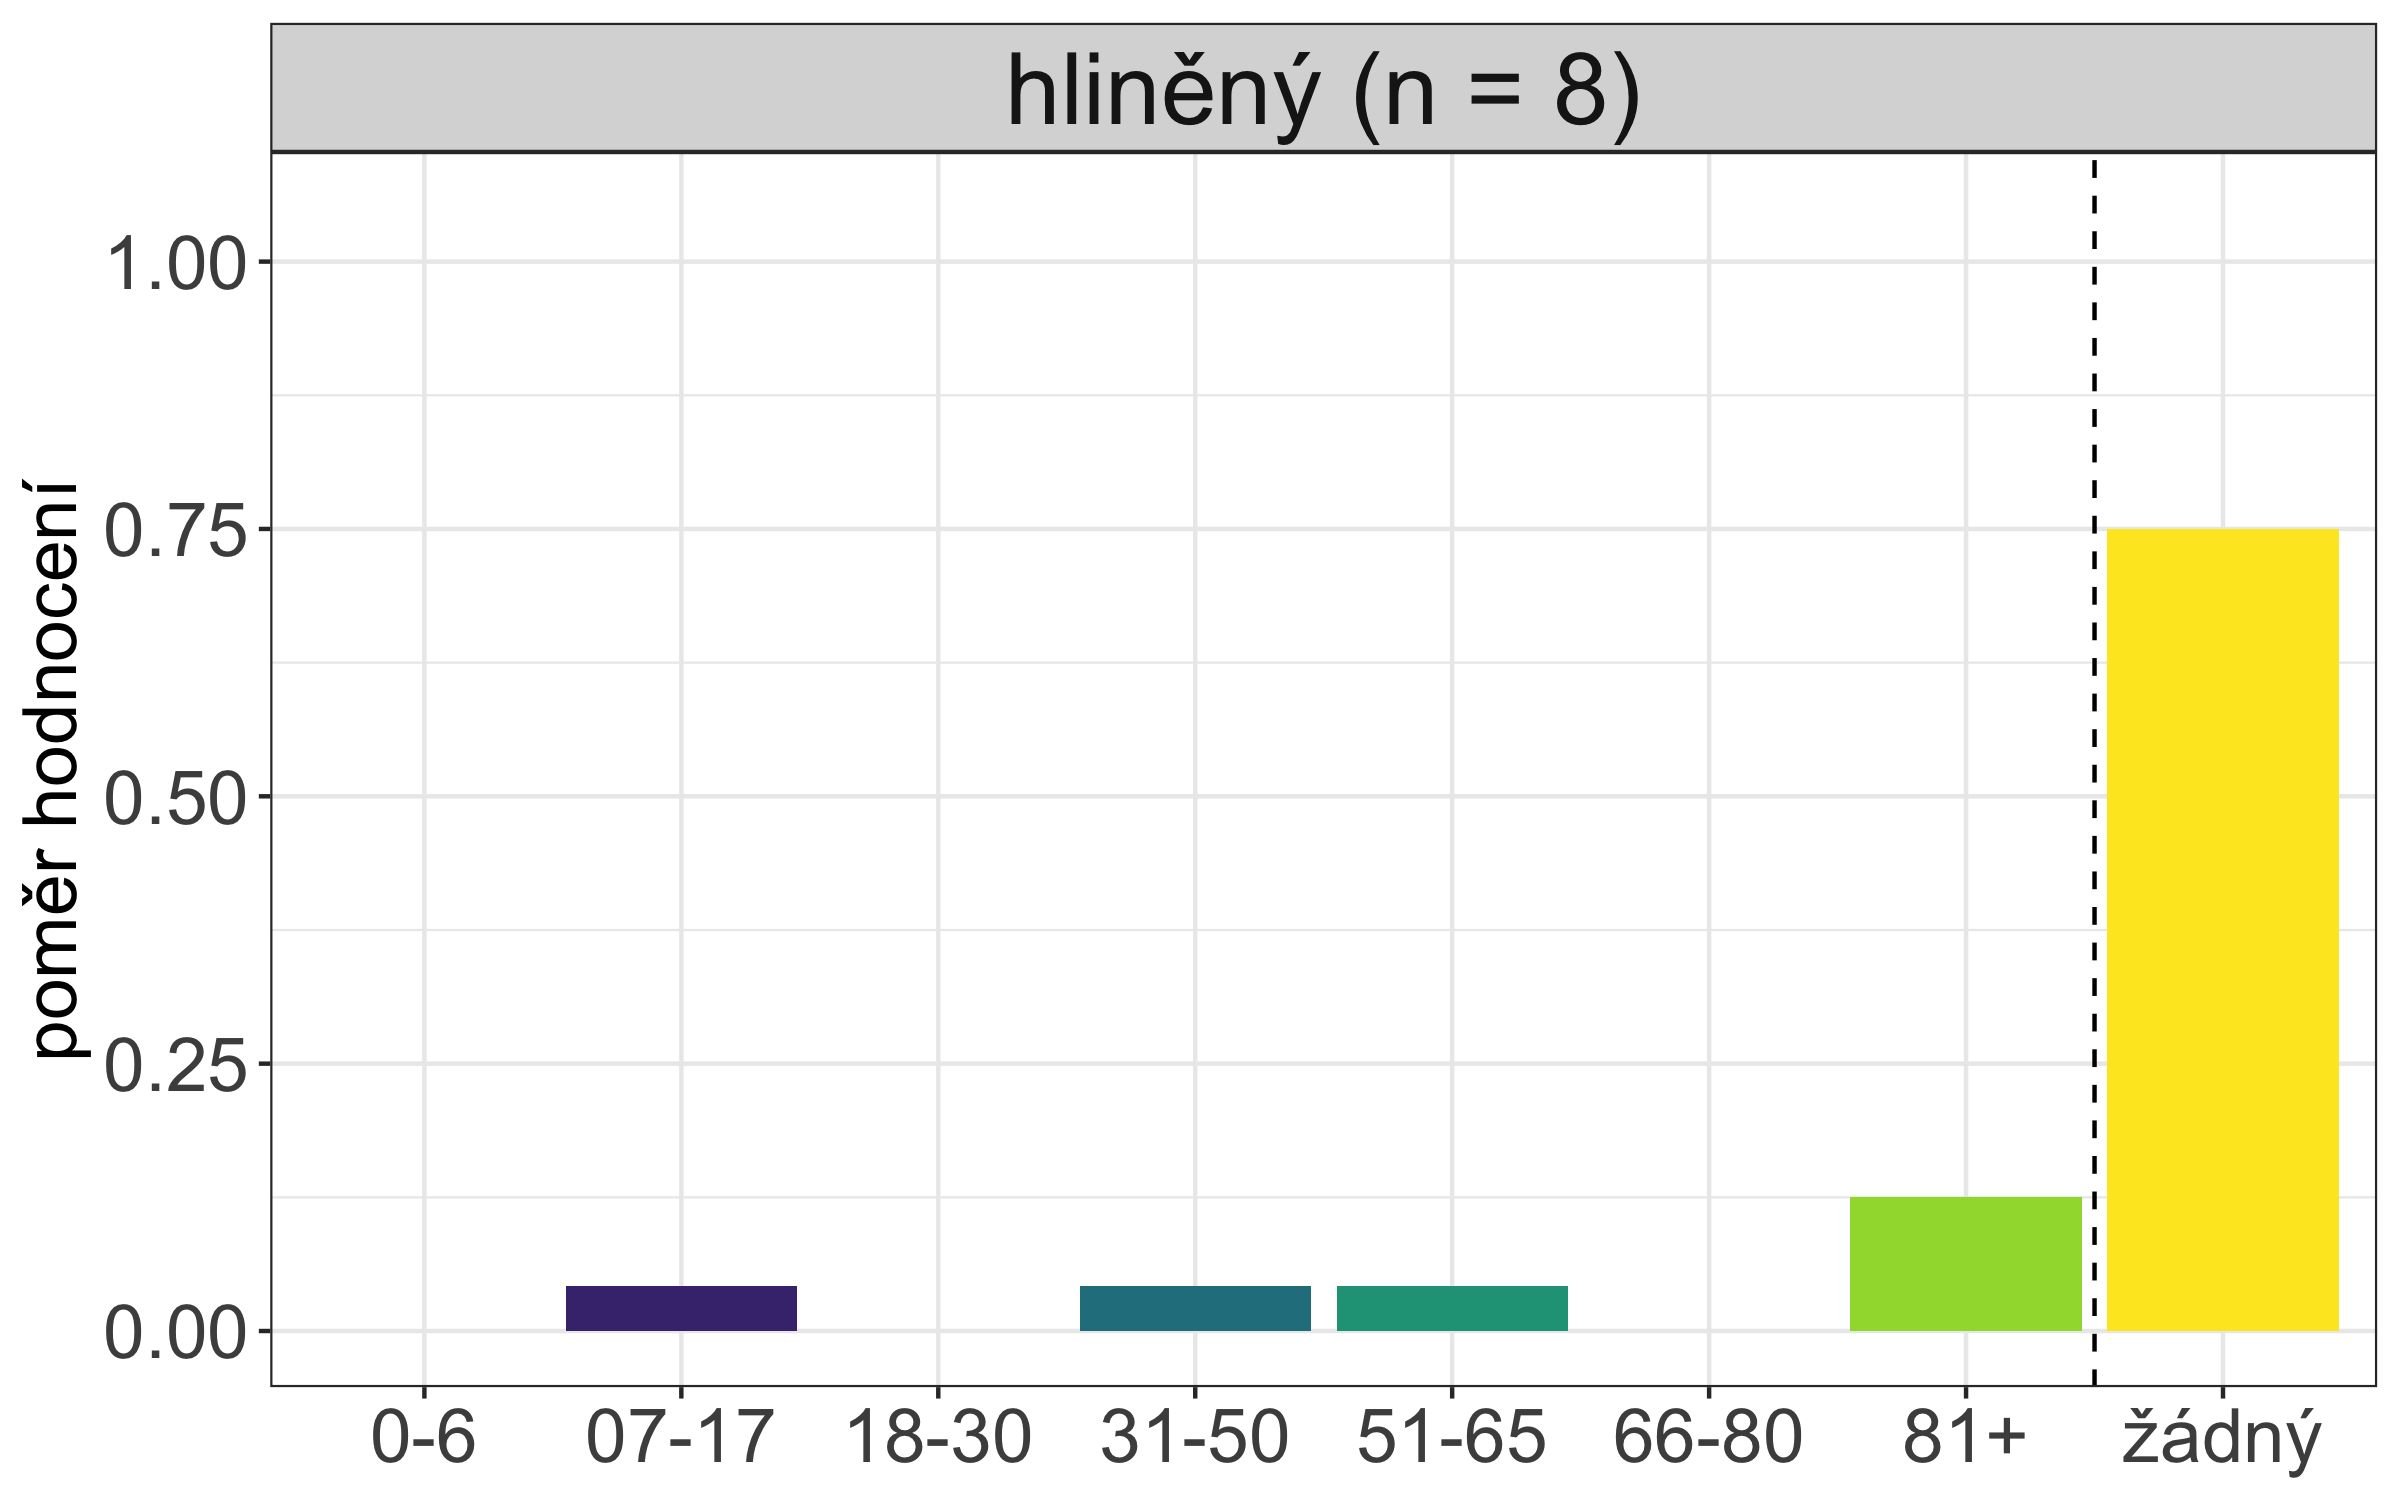 hliněný (n = 8)
poměr hodnocení
1.00
0.75
0.50
0.25
0.00
0-6 07-17 18-30 31-50 51-65 66-80 81+ žádný